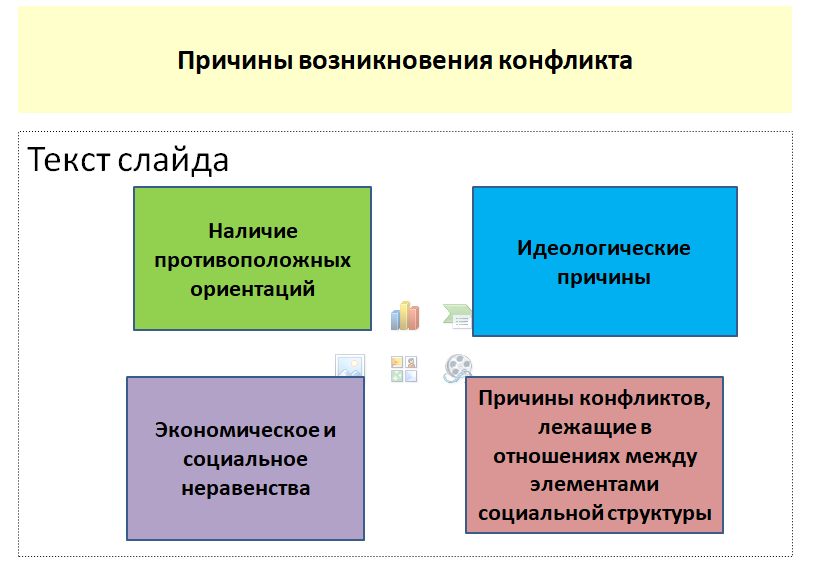 Причины возникновения конфликта
Текст слайда
Наличие
противоположных
ориентаций
Идеологические
причины
Экономическое и
социальное
неравенства
Причины конфликтов,
лежащие в
отношениях между
элементами
социальной структуры